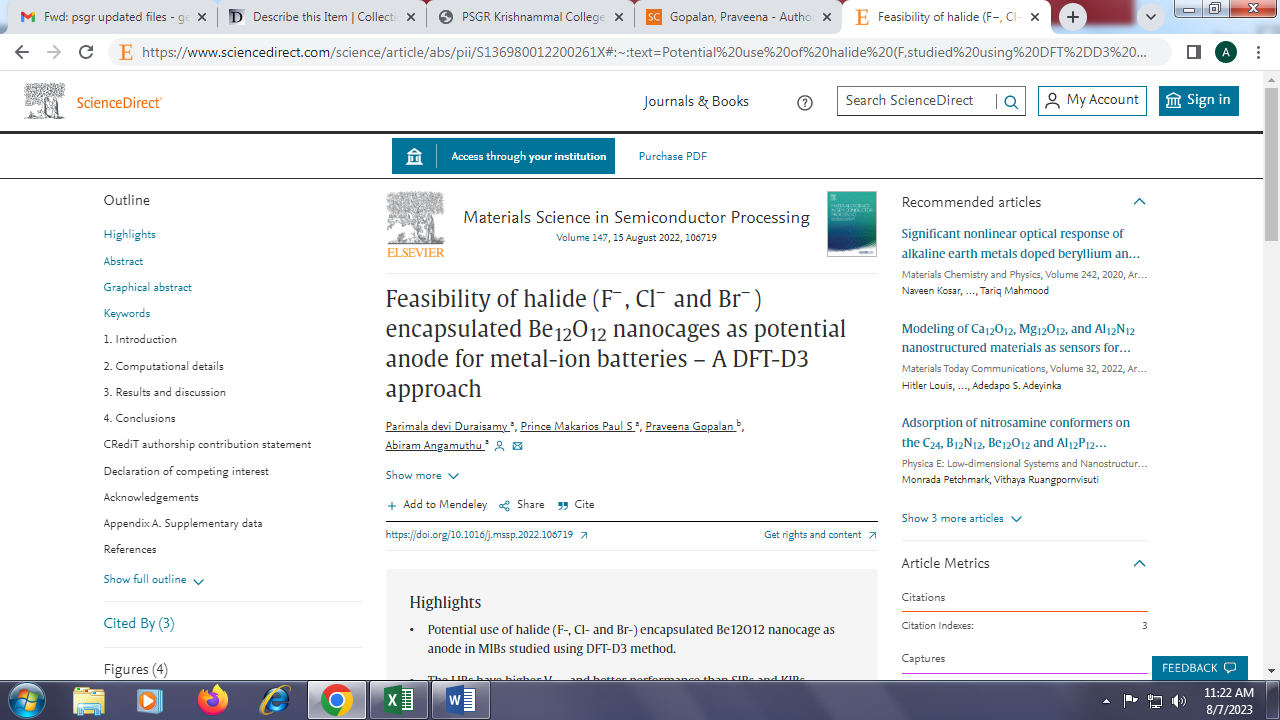 Fwd: psgr updated files - ge
Describe this Item | Collecti
PSGR Krishnammal College
Gopalan, Praveena - Autho
Feasibility of halide (F−, Cl−
https://www.sciencedirect.com/science/article/abs/pii/S136980012200261X#:~:text=Potential%20use%20of%20halide%20(F,studied%20using%20DFT%2DD3%20...
A
ScienceDirect
Journals & Books
Search ScienceDirect
My Account
Sign in
Access through your institution
Purchase PDF
Outline
Highlights
Abstract
Graphical abstract
Keywords
1. Introduction
2. Computational details
3. Results and discussion
4. Conclusions
CRediT authorship contribution statement
Declaration of competing interest
Acknowledgements
Appendix A. Supplementary data
References
Show full outline
Cited By (3)
Figures (4)
ELSEVIER
Materials Science in Semiconductor Processing
Volume 147, 15 August 2022, 106719
Feasibility of halide (F−, Cl− and Br−)
encapsulated Be12O12 nanocages as potential
anode for metal-ion batteries – A DFT-D3
approach
Parimala devi Duraisamy a, Prince Makarios Paul S a, Praveena Gopalan b,
Abiram Angamuthu a
Show more
Add to Mendeley
Share
Cite
https://doi.org/10.1016/j.mssp.2022.106719
Get rights and content
Highlights
• Potential use of halide (F-, Cl- and Br-) encapsulated Be12O12 nanocage as
anode in MIBs studied using DFT-D3 method.
Recommended articles
Significant nonlinear optical response of
alkaline earth metals doped beryllium an...
Materials Chemistry and Physics, Volume 242, 2020, Ar...
Naveen Kosar, ..., Tariq Mahmood
Modeling of Ca12O12, Mg12O12, and Al12N12
nanostructured materials as sensors for...
Materials Today Communications, Volume 32, 2022, Ar...
Hitler Louis, ..., Adedapo S. Adeyinka
Adsorption of nitrosamine conformers on
the C24, B12N12, Be12O12 and Al12P12...
Physica E: Low-dimensional Systems and Nanostructur...
Monrada Petchmark, Vithaya Ruangpornvisuti
Show 3 more articles
Article Metrics
Citations
Citation Indexes: 3
Captures
FEEDBACK
11:22 AM
8/7/2023